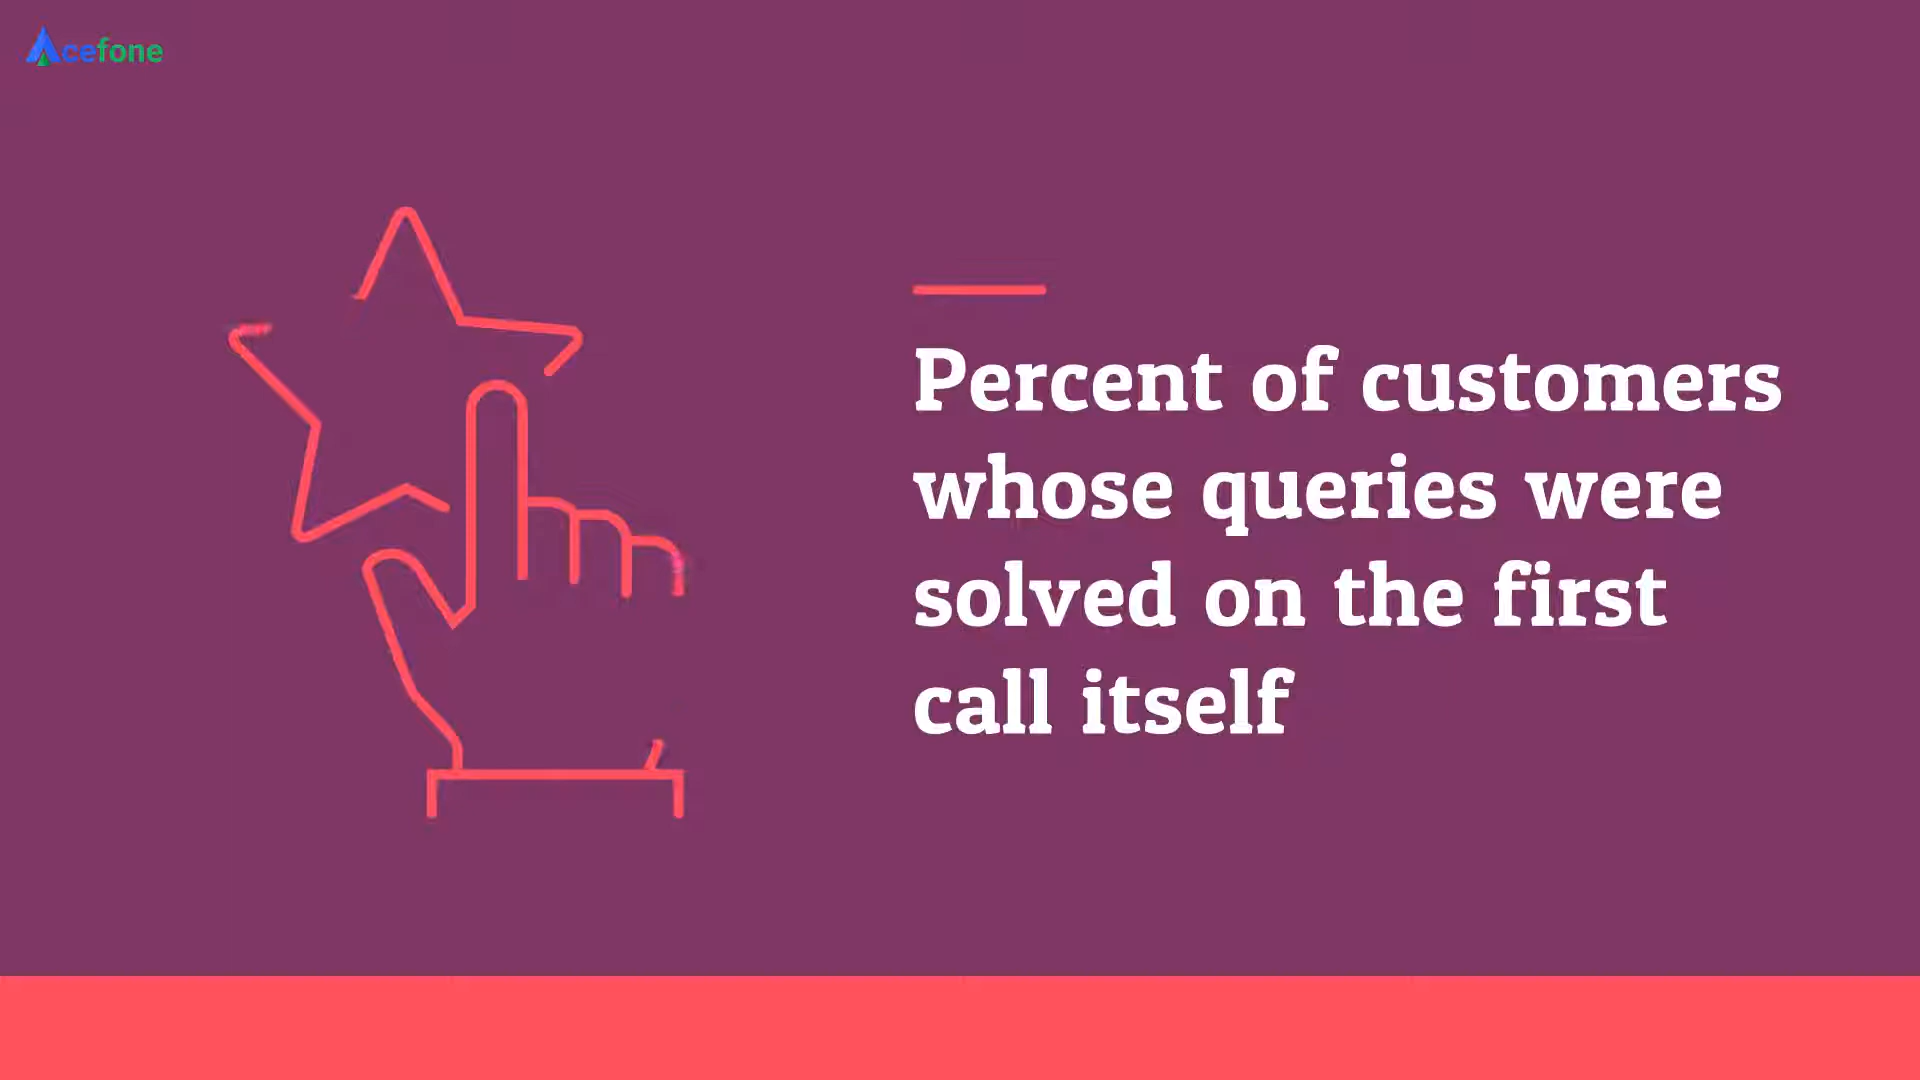 Acefone
Percent of customers
whose queries were
solved on the first
call itself